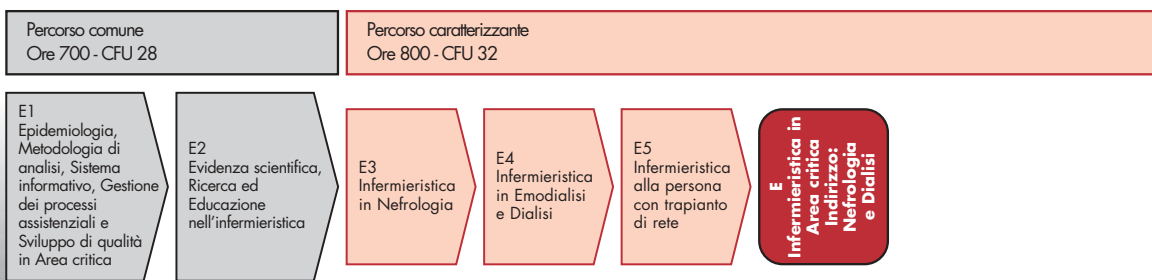 Percorso comune
Ore 700 - CFU 28
Percorso caratterizzante
Ore 800 - CFU 32
E1
Epidemiologia,
Metodologia di
analisi, Sistema
informativo, Gestione
dei processi
assistenziali e
Sviluppo di qualità
in Area critica
E2
Evidenza scientifica,
Ricerca ed
Educazione
nell’infermieristica
E3
Infermieristica
in Nefrologia
E4
Infermieristica
in Emodialisi
e Dialisi
E5
Infermieristica
alla persona
con trapianto
di rete
E
Infermieristica in
Area critica
Indirizzo:
Nefrologia
e Dialisi